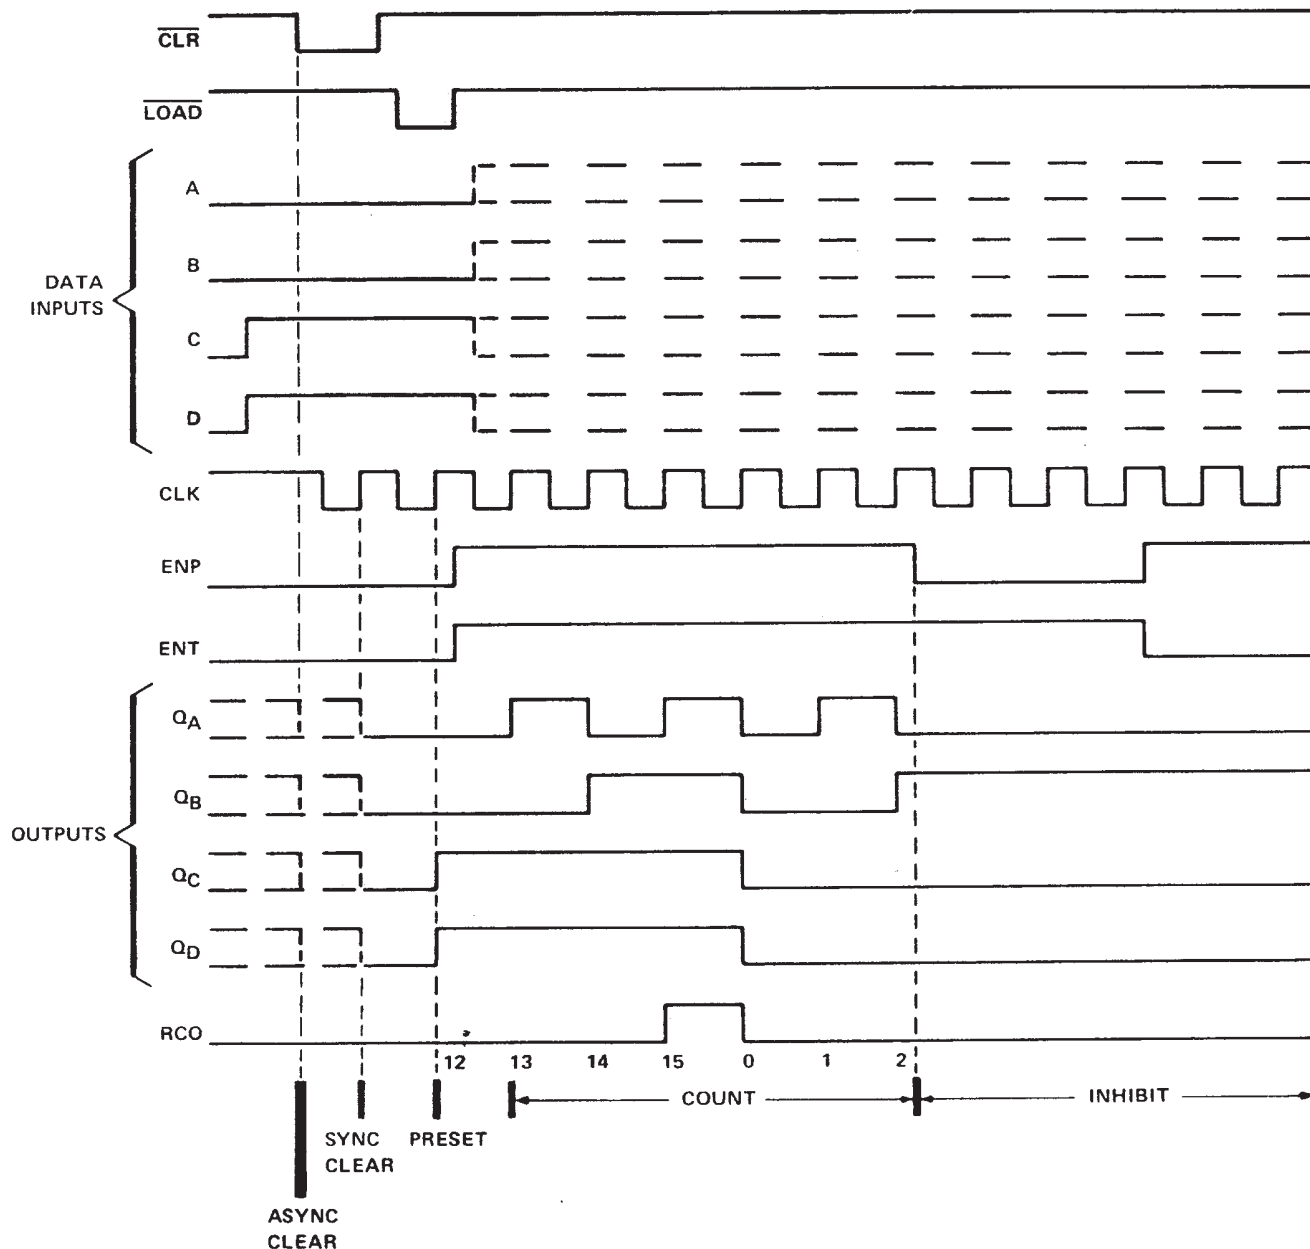 CLR
LOAD
A
B
DATA
INPUTS
C
D
CLK
ENP
ENT
QA
QB
OUTPUTS
QC
QD
RCO
12 13 14 15 0 1 2
COUNT INHIBIT
SYNC
CLEAR
PRESET
ASYNC
CLEAR